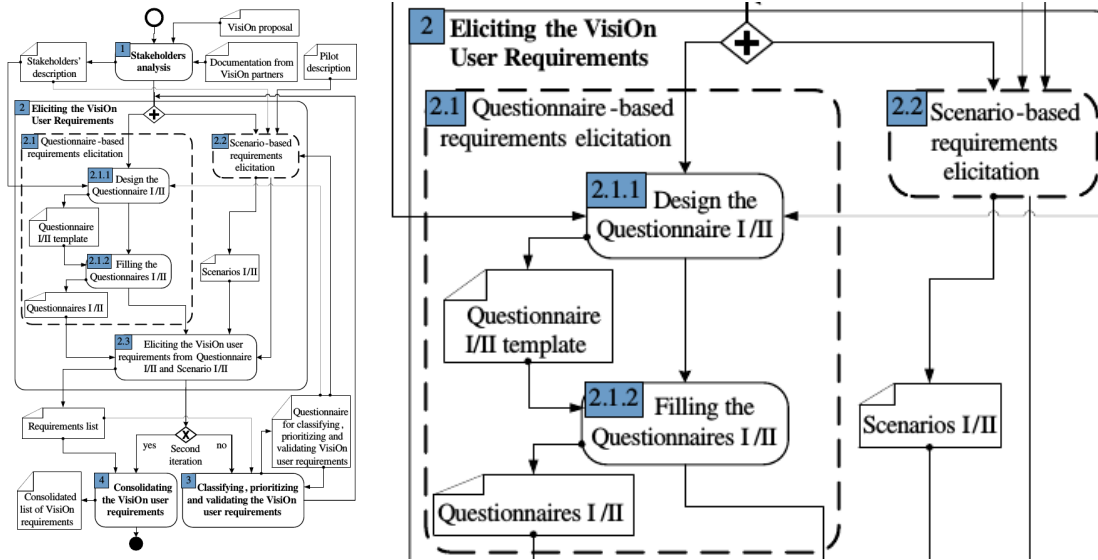 VisiOn proposal
Stakeholders'
description
1
Stakeholders
analysis
Documentation from
VisiOn partners
Pilot
description
2
Eliciting the VisiOn
User Requirements
2.1
Questionnaire-based
requirements elicitation
2.2
Scenario-based
requirements
elicitation
2.1.1
Design the
Questionnaire I/II
Questionnaire
I/II template
2.1.2
Filling the
Questionnaires I/II
Scenarios I/II
Questionnaires I/II
2.3
Eliciting the VisiOn user
requirements from Questionnaire
I/II and Scenario I/II
Requirements list
yes
X
no
Second
iteration
Questionnaire
for classifying,
prioritizing and
validating VisiOn
user requirements
Consolidated
list of VisiOn
requirements
4
Consolidating
the VisiOn user
requirements
3
Classifying, prioritizing
and validating the VisiOn
user requirements
2
Eliciting the VisiOn
User Requirements
2.1
Questionnaire-based
requirements elicitation
2.2
Scenario-based
requirements
elicitation
2.1.1
Design the
Questionnaire I/II
Questionnaire
I/II template
2.1.2
Filling the
Questionnaires I/II
Scenarios I/II
Questionnaires I/II